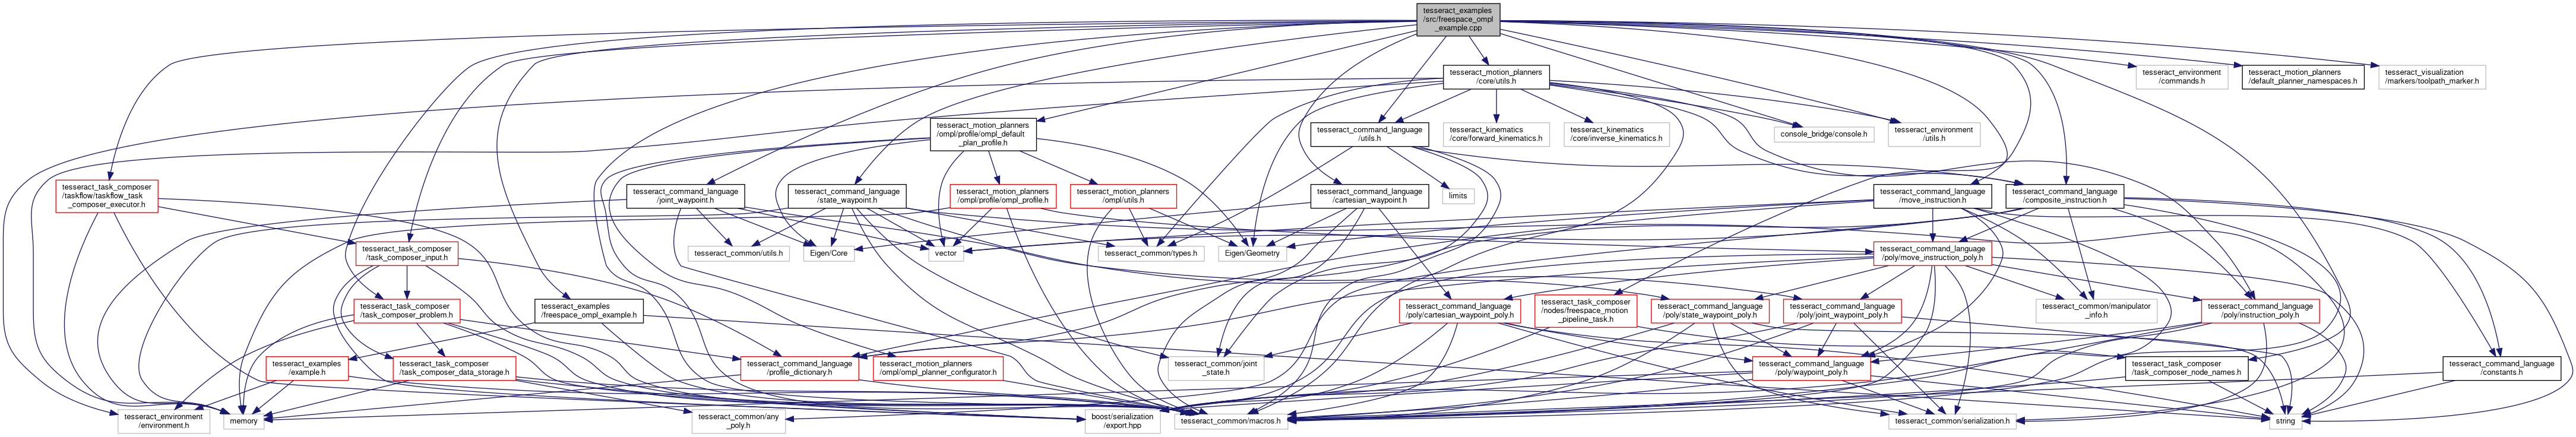 tesseract_examples
/src/freespace_ompl
_example.cpp
tesseract_motion_planners
/core/utils.h
tesseract_environment
/commands.h
tesseract_motion_planners
/default_planner_namespaces.h
tesseract_visualization
/markers/toolpath_marker.h
tesseract_motion_planners
/ompl/profile/ompl_default
_plan_profile.h
tesseract_command_language
/utils.h
tesseract_kinematics
/core/forward_kinematics.h
tesseract_kinematics
/core/inverse_kinematics.h
console_bridge/console.h
tesseract_environment
/utils.h
tesseract_task_composer
/taskflow/taskflow_task
_composer_executor.h
tesseract_command_language
/joint_waypoint.h
tesseract_command_language
/state_waypoint.h
tesseract_motion_planners
/ompl/profile/ompl_profile.h
tesseract_motion_planners
/ompl/utils.h
tesseract_command_language
/cartesian_waypoint.h
limits
tesseract_command_language
/move_instruction.h
tesseract_command_language
/composite_instruction.h
tesseract_task_composer
/task_composer_input.h
tesseract_common/utils.h
Eigen/Core
vector
tesseract_common/types.h
Eigen/Geometry
tesseract_command_language
/poly/move_instruction_poly.h
tesseract_task_composer
/task_composer_problem.h
tesseract_examples
/freespace_ompl_example.h
tesseract_command_language
/poly/cartesian_waypoint_poly.h
tesseract_task_composer
/nodes/freespace_motion
_pipeline_task.h
tesseract_command_language
/poly/state_waypoint_poly.h
tesseract_command_language
/poly/joint_waypoint_poly.h
tesseract_common/manipulator
_info.h
tesseract_command_language
/poly/instruction_poly.h
tesseract_examples
/example.h
tesseract_task_composer
/task_composer_data_storage.h
tesseract_command_language
/profile_dictionary.h
tesseract_motion_planners
/ompl/ompl_planner_configurator.h
tesseract_common/joint
_state.h
tesseract_command_language
/poly/waypoint_poly.h
tesseract_task_composer
/task_composer_node_names.h
tesseract_command_language
/constants.h
tesseract_environment
/environment.h
memory
tesseract_common/any
_poly.h
boost/serialization
/export.hpp
tesseract_common/macros.h
tesseract_common/serialization.h
string